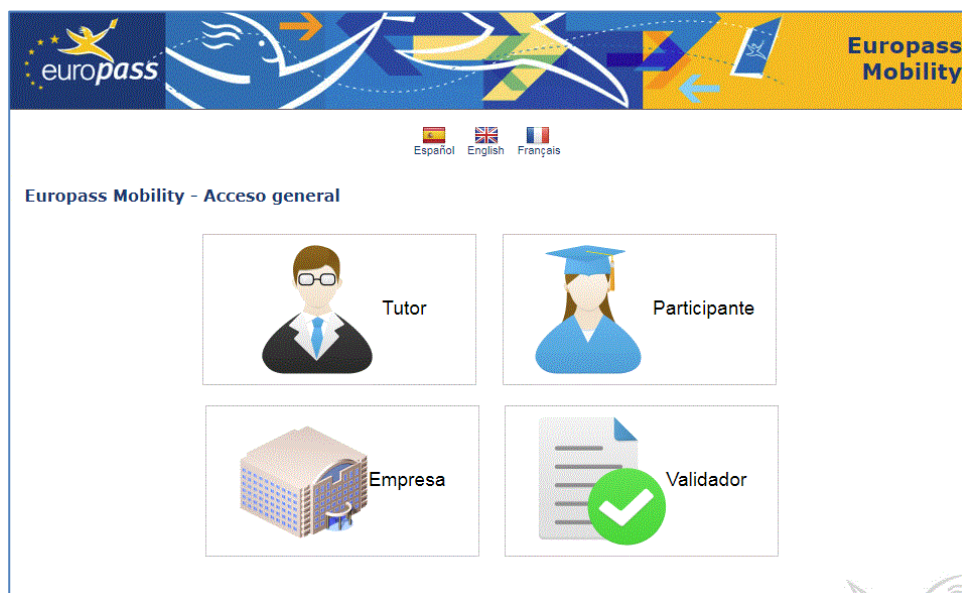 europass
Europass
Mobility
Español English Français
Europass Mobility - Acceso general
Tutor
Participante
Empresa
Validador